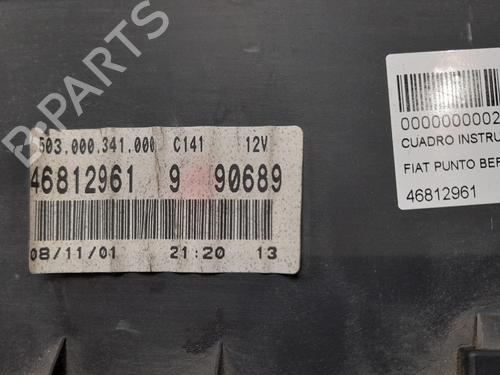 B-PARTS
503.000.341.000 C141 12V
46812961 9 90689
08/11/01 21:20 13
0000000002
CUADRO INSTRU
FIAT PUNTO BER
46812961